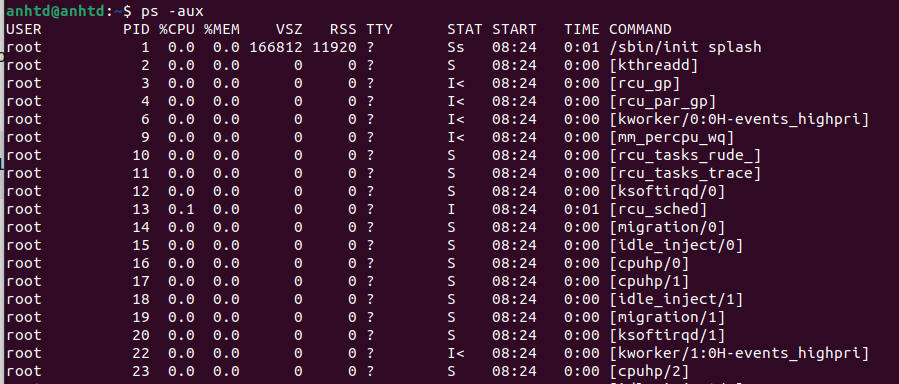 anhtd@anhtd:~$ ps -aux
USER PID %CPU %MEM VSZ RSS TTY STAT START TIME COMMAND
root 1 0.0 0.0 166812 11920 ? Ss 08:24 0:01 /sbin/init splash
root 2 0.0 0.0 0 0 ? S 08:24 0:00 [kthreadd]
root 3 0.0 0.0 0 0 ? I< 08:24 0:00 [rcu_gp]
root 4 0.0 0.0 0 0 ? I< 08:24 0:00 [rcu_par_gp]
root 6 0.0 0.0 0 0 ? I< 08:24 0:00 [kworker/0:0H-events_highpri]
root 9 0.0 0.0 0 0 ? I< 08:24 0:00 [mm_percpu_wq]
root 10 0.0 0.0 0 0 ? S 08:24 0:00 [rcu_tasks_rude_]
root 11 0.0 0.0 0 0 ? S 08:24 0:00 [rcu_tasks_trace]
root 12 0.0 0.0 0 0 ? S 08:24 0:00 [ksoftirqd/0]
root 13 0.1 0.0 0 0 ? I 08:24 0:01 [rcu_sched]
root 14 0.0 0.0 0 0 ? S 08:24 0:00 [migration/0]
root 15 0.0 0.0 0 0 ? S 08:24 0:00 [idle_inject/0]
root 16 0.0 0.0 0 0 ? S 08:24 0:00 [cpuhp/0]
root 17 0.0 0.0 0 0 ? S 08:24 0:00 [cpuhp/1]
root 18 0.0 0.0 0 0 ? S 08:24 0:00 [idle_inject/1]
root 19 0.0 0.0 0 0 ? S 08:24 0:00 [migration/1]
root 20 0.0 0.0 0 0 ? S 08:24 0:00 [ksoftirqd/1]
root 22 0.0 0.0 0 0 ? I< 08:24 0:00 [kworker/1:0H-events_highpri]
root 23 0.0 0.0 0 0 ? S 08:24 0:00 [cpuhp/2]